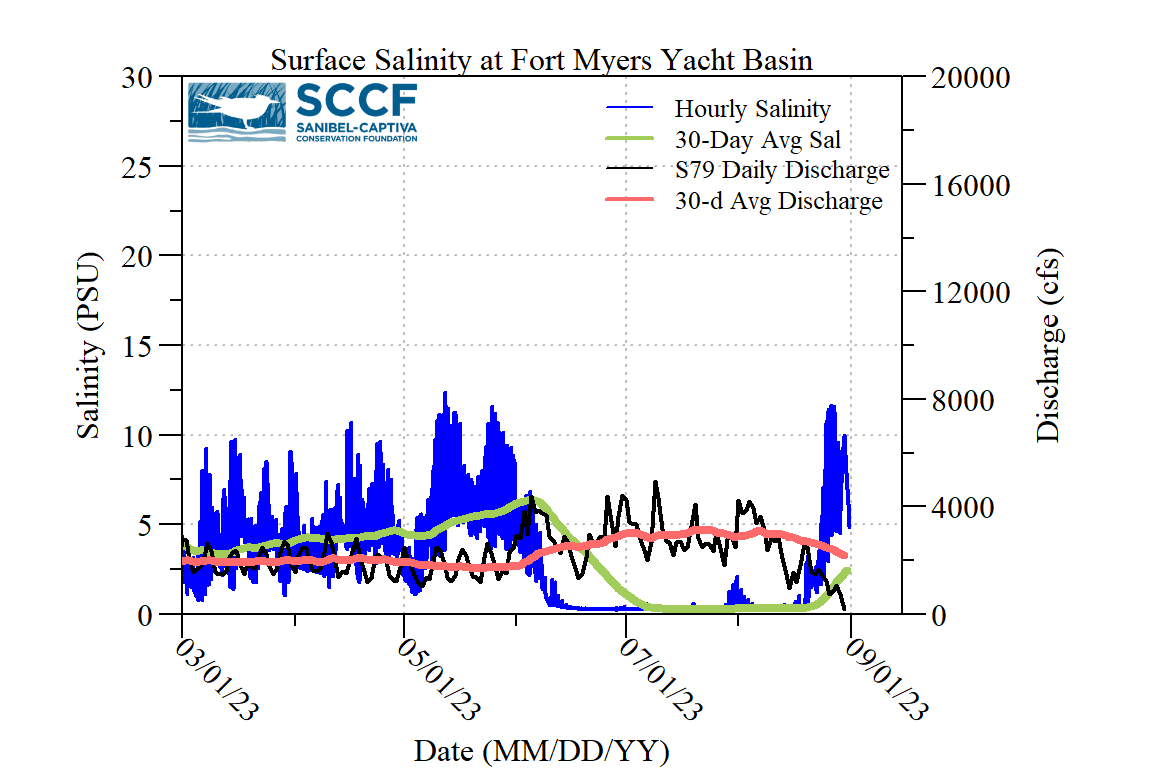 Surface Salinity at Fort Myers Yacht Basin
SCCF
SANIBEL-CAPTIVA
CONSERVATION FOUNDATION
Hourly Salinity
30-Day Avg Sal
S79 Daily Discharge
30-d Avg Discharge
Salinity (PSU)
30
25
20
15
10
5
0
20000
16000
12000
8000
4000
0
Discharge (cfs)
03/01/23
05/01/23
07/01/23
09/01/23
Date (MM/DD/YY)